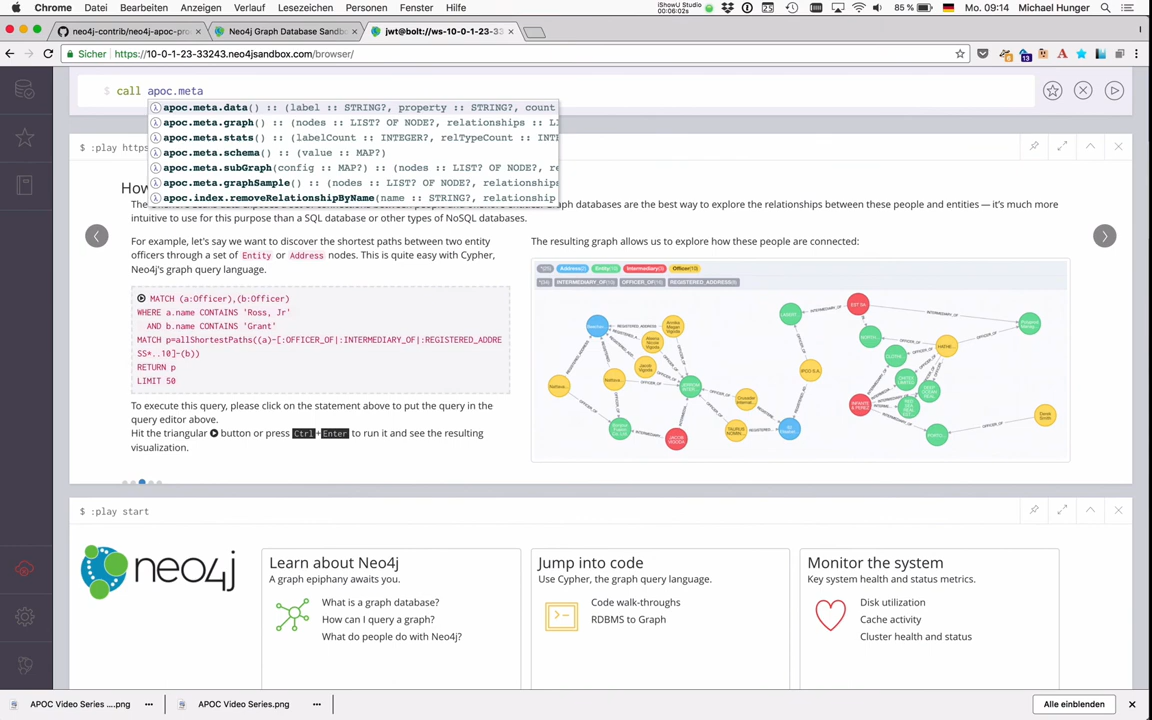 Chrome Datei Bearbeiten Anzeigen Verlauf Lesezeichen Personen Fenster Hilfe
iShowU Studio
00:06:02s
85 % Mo. 09:14 Michael Hunger
neo4j-contrib/neo4j-apoc-pro
Neo4j Graph Database Sandb
jwt@bolt://ws-10-0-1-23-33
Sicher https://10-0-1-23-33243.neo4jsandbox.com/browser/
$ call apoc.meta
apoc.meta.data() :: (label :: STRING?, property :: STRING?, count
apoc.meta.graph() :: (nodes :: LIST? OF NODE?, relationships :: LI
apoc.meta.stats() :: (labelCount :: INTEGER?, relTypeCount :: INTE
apoc.meta.schema() :: (value :: MAP?)
apoc.meta.subGraph(config :: MAP?) :: (nodes :: LIST? OF NODE?, re
apoc.meta.graphSample() :: (nodes :: LIST? OF NODE?, relationships
apoc.index.removeRelationshipByName(name :: STRING?, relationship
$ :play https
How
graph databases are the best way to explore the relationships between these people and entities — it's much more
intuitive to use for this purpose than a SQL database or other types of NoSQL databases.
For example, let's say we want to discover the shortest paths between two entity
officers through a set of Entity or Address nodes. This is quite easy with Cypher,
Neo4j's graph query language.
MATCH (a:Officer),(b:Officer)
WHERE a.name CONTAINS 'Ross, Jr'
AND b.name CONTAINS 'Grant'
MATCH p=allShortestPaths((a)-[:OFFICER_OF|:INTERMEDIARY_OF|:REGISTERED_ADDRE
SS*..10]-(b))
RETURN p
LIMIT 50
To execute this query, please click on the statement above to put the query in the
query editor above.
Hit the triangular button or press Ctrl+Enter to run it and see the resulting
visualization.
The resulting graph allows us to explore how these people are connected:
$ :play start
neo4j
Learn about Neo4j
A graph epiphany awaits you.
What is a graph database?
How can I query a graph?
What do people do with Neo4j?
Jump into code
Use Cypher, the graph query language.
Code walk-throughs
RDBMS to Graph
Monitor the system
Key system health and status metrics.
Disk utilization
Cache activity
Cluster health and status
APOC Video Series ....png
APOC Video Series.png
Alle einblenden